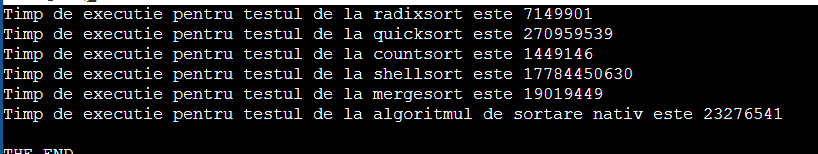 Timp de executie pentru testul de la radixsort este 7149901
Timp de executie pentru testul de la quicksort este 270959539
Timp de executie pentru testul de la countsort este 1449146
Timp de executie pentru testul de la shellsort este 17784450630
Timp de executie pentru testul de la mergesort este 19019449
Timp de executie pentru testul de la algoritmul de sortare nativ este 23276541
THE END